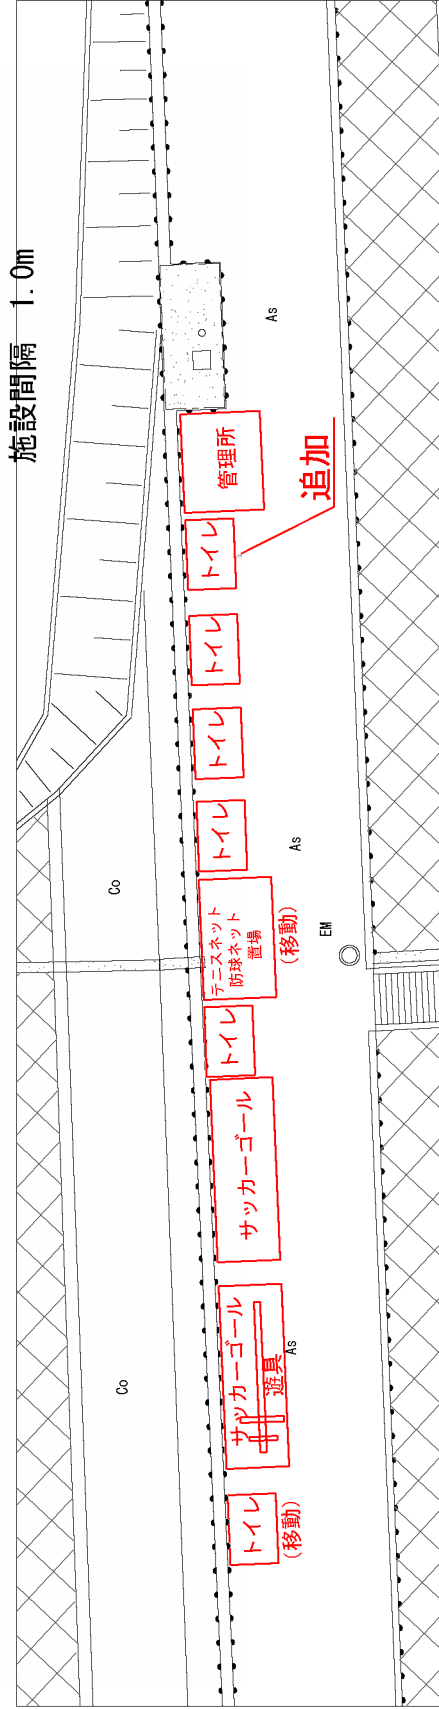 施設間隔 1.0m
As
管理所
追加
トイレ
トイレ
トイレ
トイレ
As
Co
テニスネット
防球ネット
置場
(移動)
EM
トイレ
サッカーゴール
サッカーゴール
遊具
As
Co
トイレ
(移動)